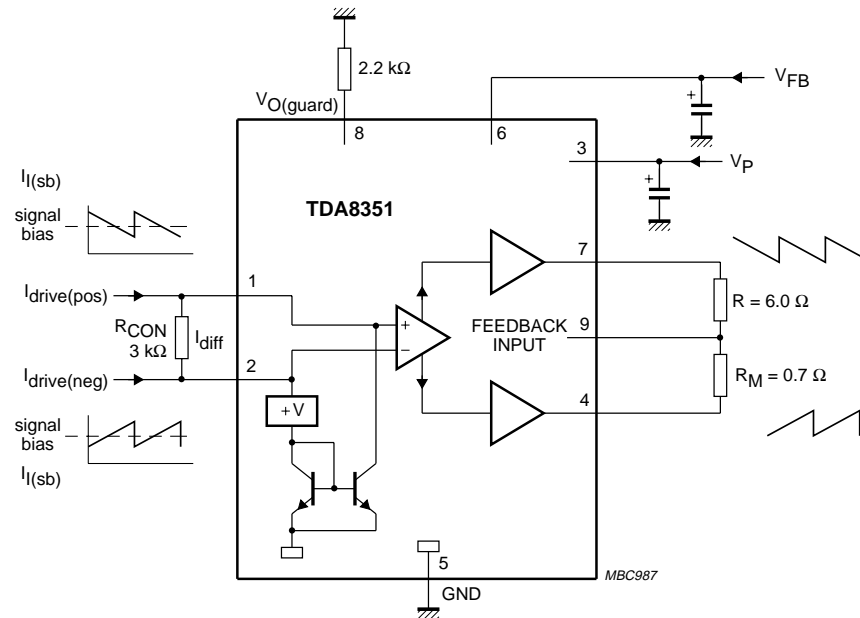 2.2 kΩ
V_O(guard)
8
6
V_FB
3
V_P
I_I(sb)
signal
bias
TDA8351
7
1
I_drive(pos)
R_CON
3 kΩ
I_diff
+
−
FEEDBACK
INPUT
9
R = 6.0 Ω
I_drive(neg)
2
R_M = 0.7 Ω
4
+V
signal
bias
I_I(sb)
5
GND
MBC987
+
+